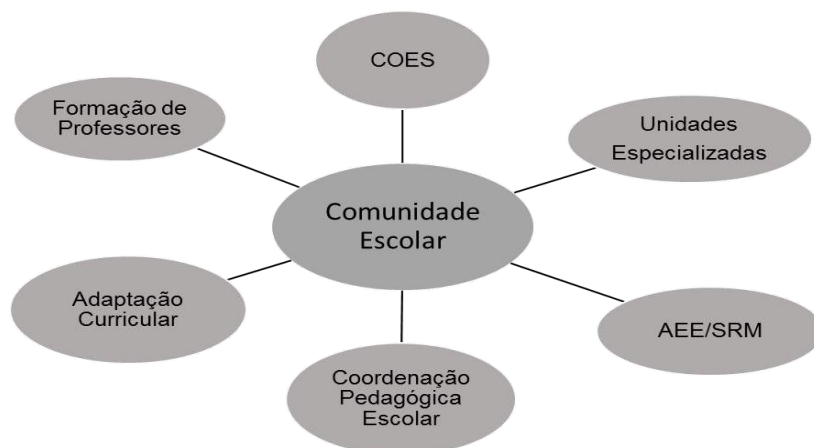 COES
Formação de
Professores
Unidades
Especializadas
Comunidade
Escolar
Adaptação
Curricular
AEE/SRM
Coordenação
Pedagógica
Escolar